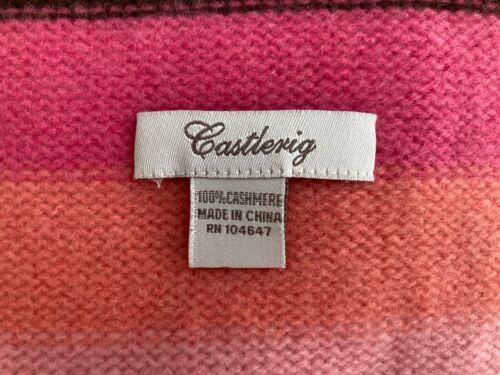 Castlerig
100%CASHMERE
MADE IN CHINA
RN 104647